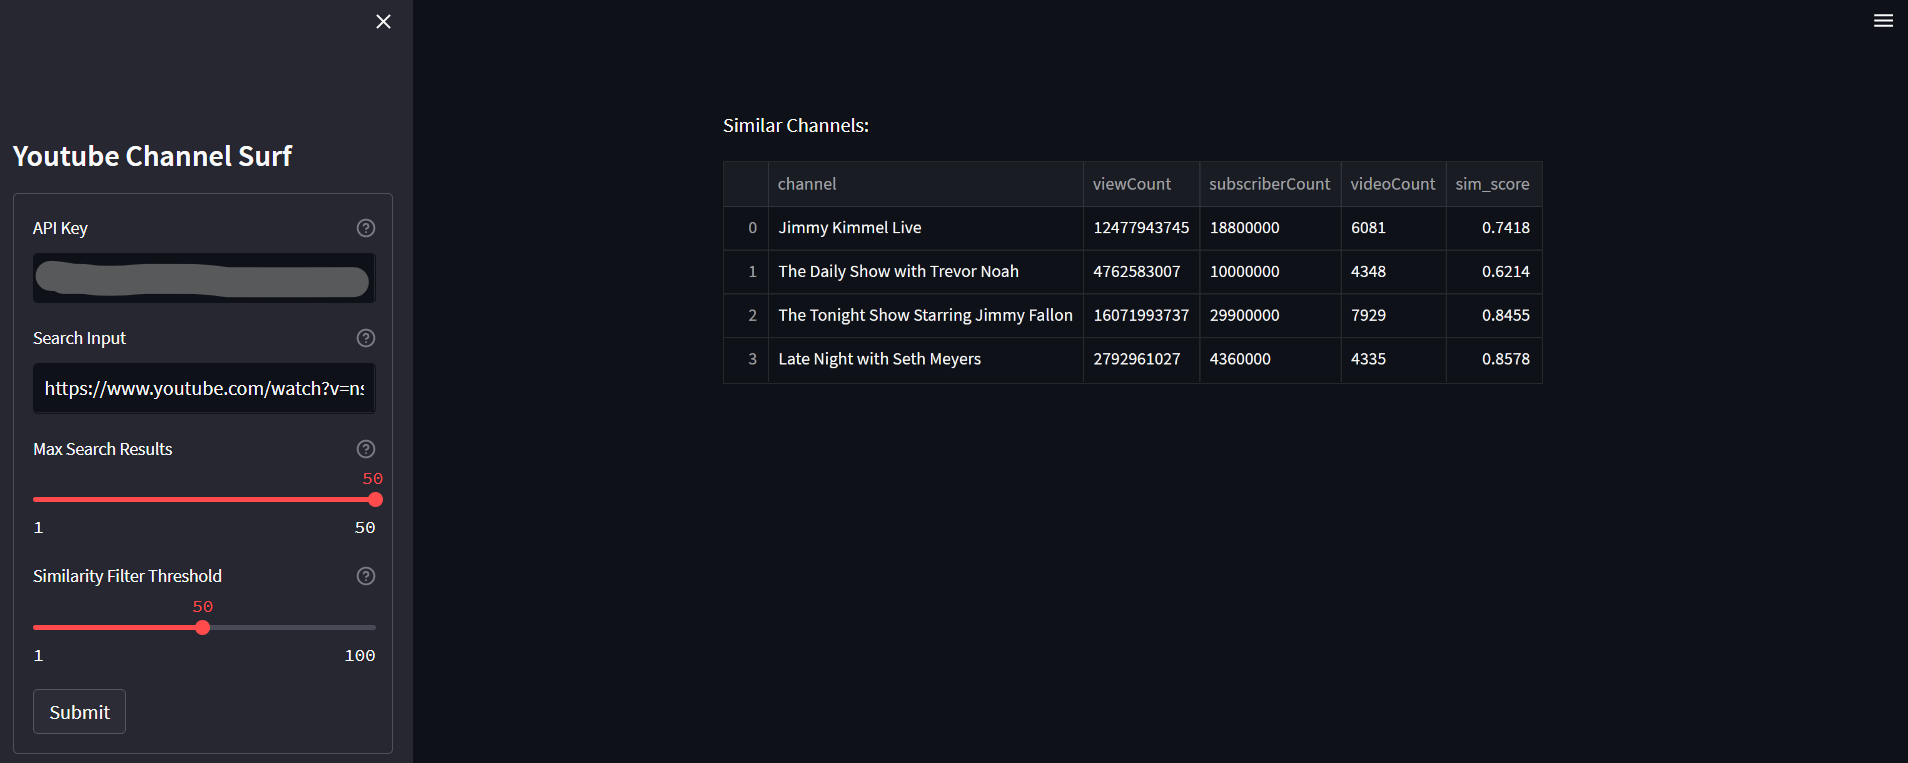 Youtube Channel Surf
API Key
Search Input
https://www.youtube.com/watch?v=ns
Max Search Results
50
1 50
Similarity Filter Threshold
50
1 100
Submit
Similar Channels:
channel viewCount subscriberCount videoCount sim_score
0 Jimmy Kimmel Live 12477943745 18800000 6081 0.7418
1 The Daily Show with Trevor Noah 4762583007 10000000 4348 0.6214
2 The Tonight Show Starring Jimmy Fallon 16071993737 29900000 7929 0.8455
3 Late Night with Seth Meyers 2792961027 4360000 4335 0.8578